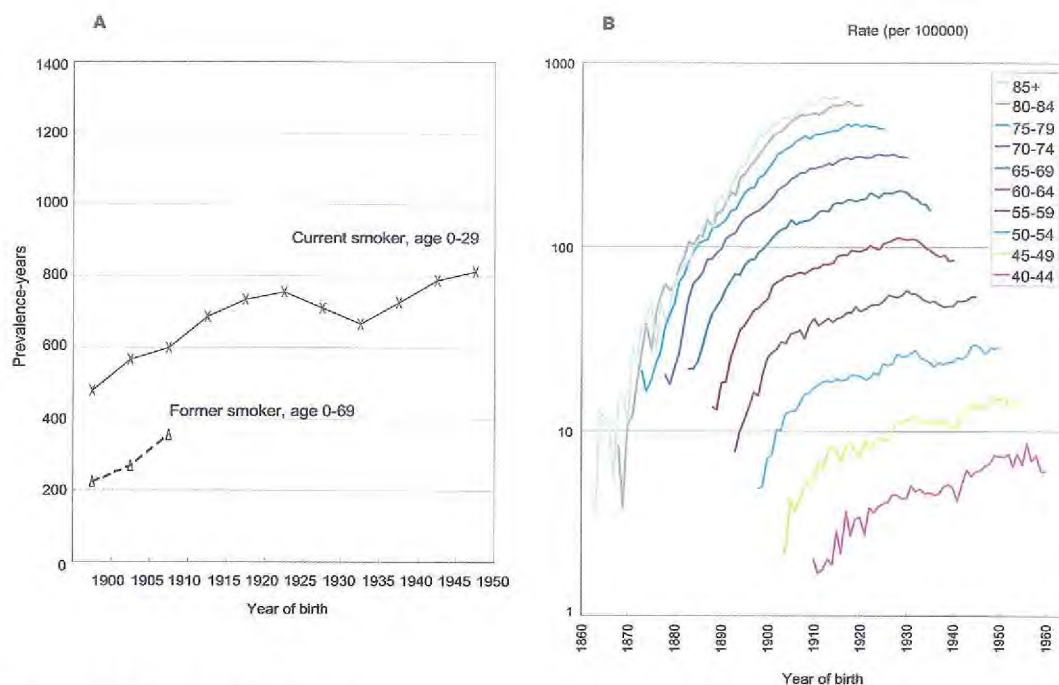 A
1400
1200
1000
800
600
400
200
0
Prevalence-years
Current smoker, age 0-29
Former smoker, age 0-69
1900 1905 1910 1915 1920 1925 1930 1935 1940 1945 1950
Year of birth
B
Rate (per 100000)
1000
100
10
1
85+
80-84
75-79
70-74
65-69
60-64
55-59
50-54
45-49
40-44
1860 1870 1880 1890 1900 1910 1920 1930 1940 1950 1960
Year of birth